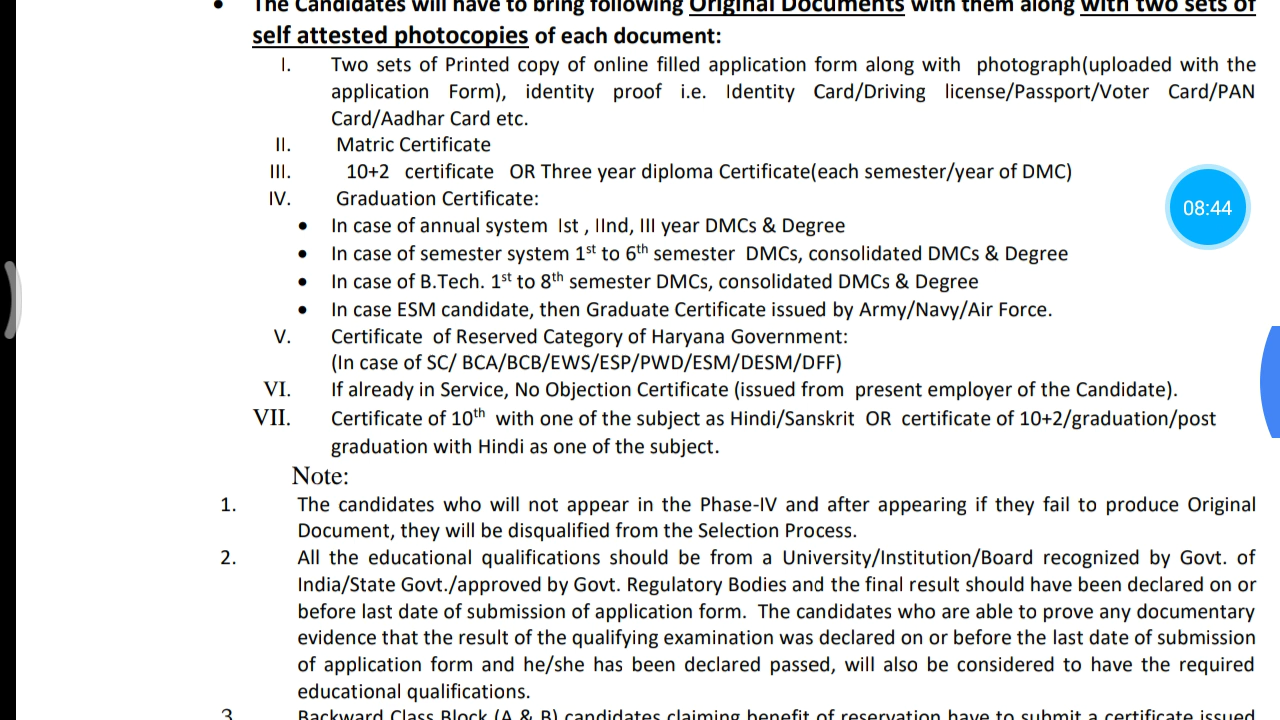 • The Candidates will have to bring following Original Documents with them along with two sets of
self attested photocopies of each document:
I. Two sets of Printed copy of online filled application form along with photograph(uploaded with the
application Form), identity proof i.e. Identity Card/Driving license/Passport/Voter Card/PAN
Card/Aadhar Card etc.
II. Matric Certificate
III. 10+2 certificate OR Three year diploma Certificate(each semester/year of DMC)
08:44
IV. Graduation Certificate:
• In case of annual system Ist , IInd, III year DMCs & Degree
• In case of semester system 1st to 6th semester DMCs, consolidated DMCs & Degree
• In case of B.Tech. 1st to 8th semester DMCs, consolidated DMCs & Degree
• In case ESM candidate, then Graduate Certificate issued by Army/Navy/Air Force.
V. Certificate of Reserved Category of Haryana Government:
(In case of SC/ BCA/BCB/EWS/ESP/PWD/ESM/DESM/DFF)
VI. If already in Service, No Objection Certificate (issued from present employer of the Candidate).
VII. Certificate of 10th with one of the subject as Hindi/Sanskrit OR certificate of 10+2/graduation/post
graduation with Hindi as one of the subject.
Note:
1. The candidates who will not appear in the Phase-IV and after appearing if they fail to produce Original
Document, they will be disqualified from the Selection Process.
2. All the educational qualifications should be from a University/Institution/Board recognized by Govt. of
India/State Govt./approved by Govt. Regulatory Bodies and the final result should have been declared on or
before last date of submission of application form. The candidates who are able to prove any documentary
evidence that the result of the qualifying examination was declared on or before the last date of submission
of application form and he/she has been declared passed, will also be considered to have the required
educational qualifications.
3. Backward Class Block (A & B) candidates claiming benefit of reservation have to submit a certificate issued